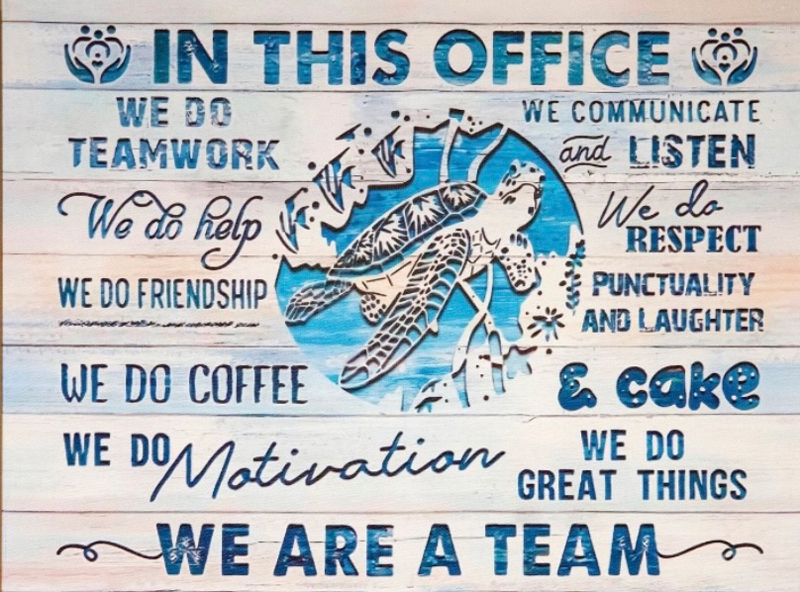 IN THIS OFFICE
WE DO
TEAMWORK
WE COMMUNICATE
and LISTEN
We do help
We do
RESPECT
WE DO FRIENDSHIP
PUNCTUALITY
AND LAUGHTER
WE DO COFFEE
& cake
WE DO Motivation
WE DO
GREAT THINGS
WE ARE A TEAM